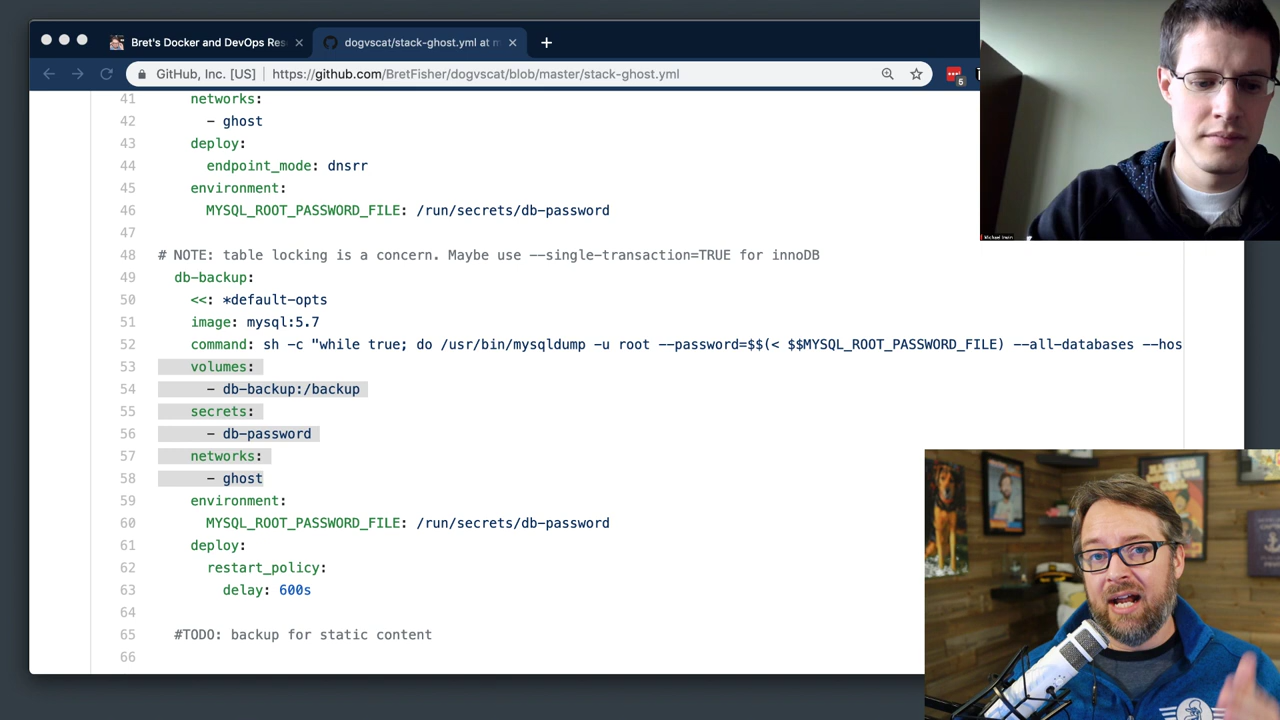 Bret's Docker and DevOps Res
dogvscat/stack-ghost.yml at m
GitHub, Inc. [US]
https://github.com/BretFisher/dogvscat/blob/master/stack-ghost.yml
6
41 networks:
42 - ghost
43 deploy:
44 endpoint_mode: dnsrr
45 environment:
46 MYSQL_ROOT_PASSWORD_FILE: /run/secrets/db-password
47
48 # NOTE: table locking is a concern. Maybe use --single-transaction=TRUE for innoDB
49 db-backup:
50 <<: *default-opts
51 image: mysql:5.7
52 command: sh -c "while true; do /usr/bin/mysqldump -u root --password=$$(< $$MYSQL_ROOT_PASSWORD_FILE) --all-databases --hos
53 volumes:
54 - db-backup:/backup
55 secrets:
56 - db-password
57 networks:
58 - ghost
59 environment:
60 MYSQL_ROOT_PASSWORD_FILE: /run/secrets/db-password
61 deploy:
62 restart_policy:
63 delay: 600s
64
65 #TODO: backup for static content
66
Michael Irwin